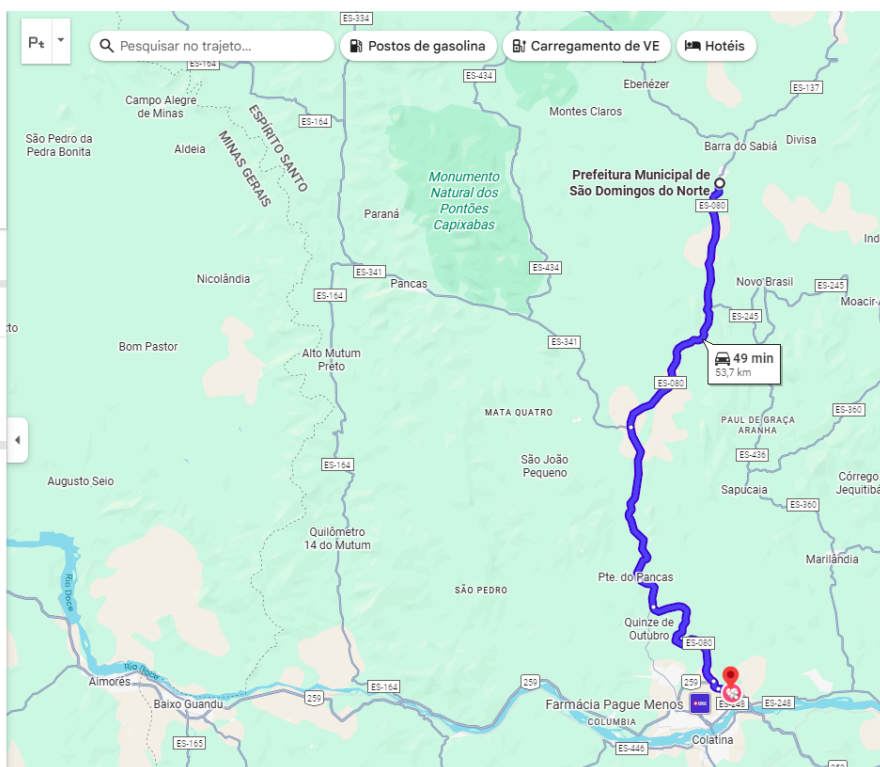 ES-334
Pt
Pesquisar no trajeto...
Postos de gasolina
Carregamento de VE
Hotéis
ES-164
ES-434
Ebenézer
ES-137
Campo Alegre
de Minas
Montes Claros
ES-164
ESPÍRITO SANTO
MINAS GERAIS
São Pedro da
Pedra Bonita
Aldeia
Barra do Sabiá
Divisa
Monumento
Natural dos
Pontões
Capixabas
Prefeitura Municipal de
São Domingos do Norte
ES-080
Paraná
Ind
ES-341
ES-434
Nicolândia
Pancas
Novo Brasil
ES-245
ES-164
Moacir
ES-245
to
Bom Pastor
ES-341
Alto Mutum
Preto
49 min
53,7 km
ES-080
MATA QUATRO
ES-360
PAUL DE GRAÇA
ARANHA
ES-436
São João
Pequeno
ES-164
Augusto Seio
Sapucaia
Córrego
Jequitibá
ES-360
Quilômetro
14 do Mutum
Marilândia
Pte. do Pancas
Rio Doce
SÃO PEDRO
Quinze de
Outubro
ES-080
Rio Doce
Aimorés
ES-164
259
259
259
Baixo Guandu
Farmácia Pague Menos
ES-248
ES-248
COLUMBIA
ES-165
ES-446
Colatina
259